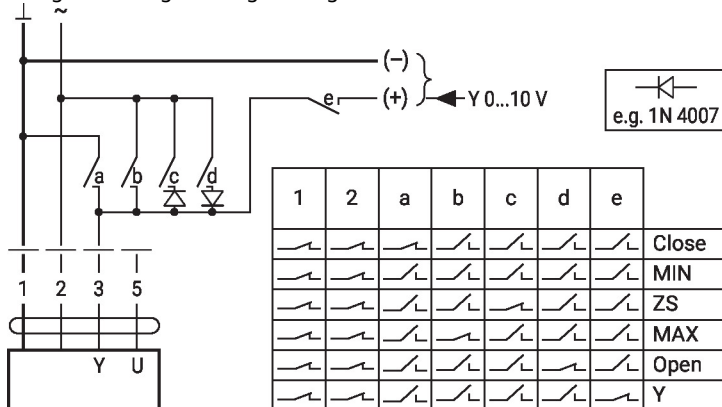 ~
(–)
e (+) Y 0...10 V
e.g. 1N 4007
a b c d
1 2 a b c d e
Close
MIN
1 2 3 5 ZS
MAX
Y U Open
Y